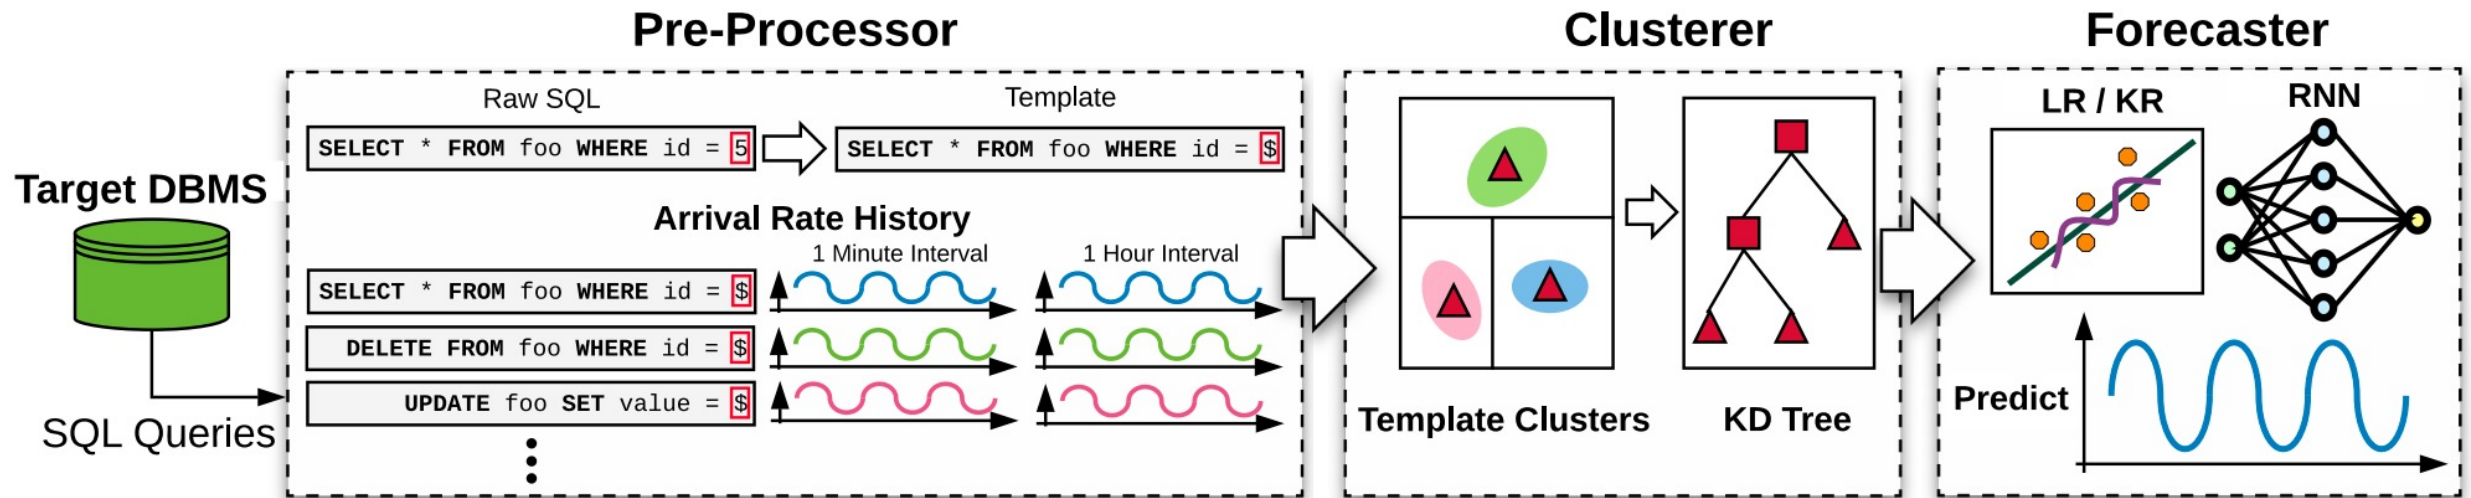 Pre-Processor
Clusterer
Forecaster
Target DBMS
SQL Queries
Raw SQL
Template
SELECT * FROM foo WHERE id = 5
SELECT * FROM foo WHERE id = $
Arrival Rate History
1 Minute Interval
1 Hour Interval
SELECT * FROM foo WHERE id = $
DELETE FROM foo WHERE id = $
UPDATE foo SET value = $
Template Clusters
KD Tree
LR / KR
RNN
Predict